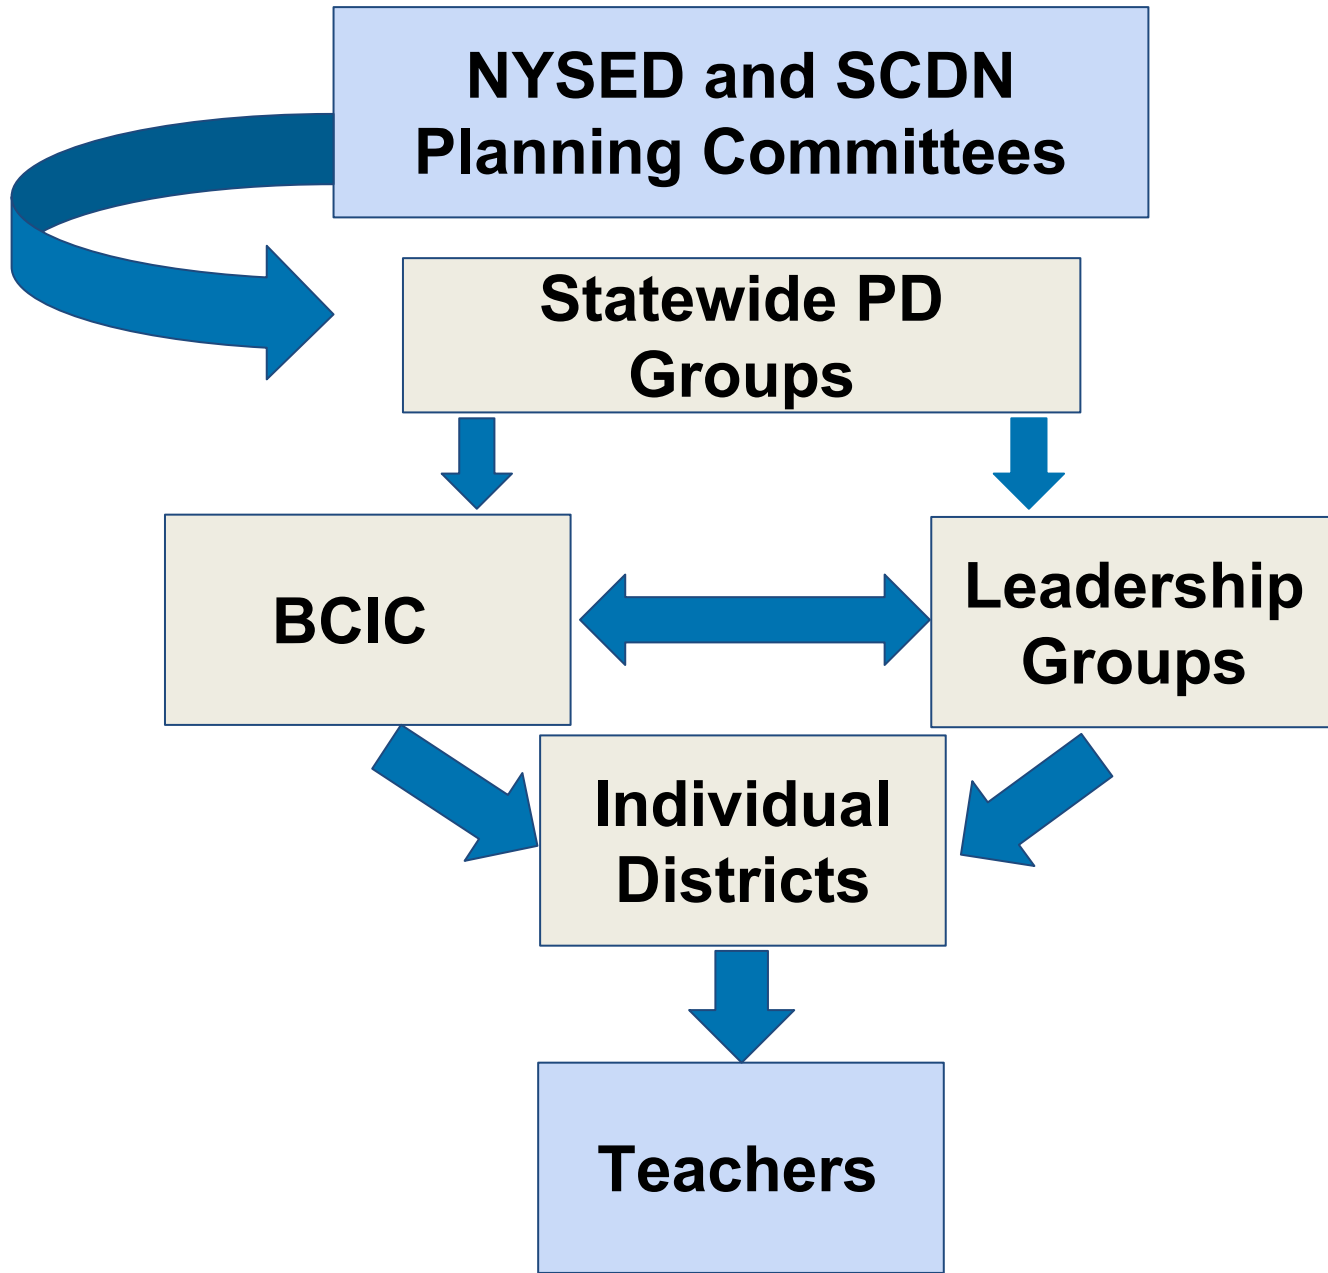 NYSED and SCDN
Planning Committees
Statewide PD
Groups
BCIC
Leadership
Groups
Individual
Districts
Teachers